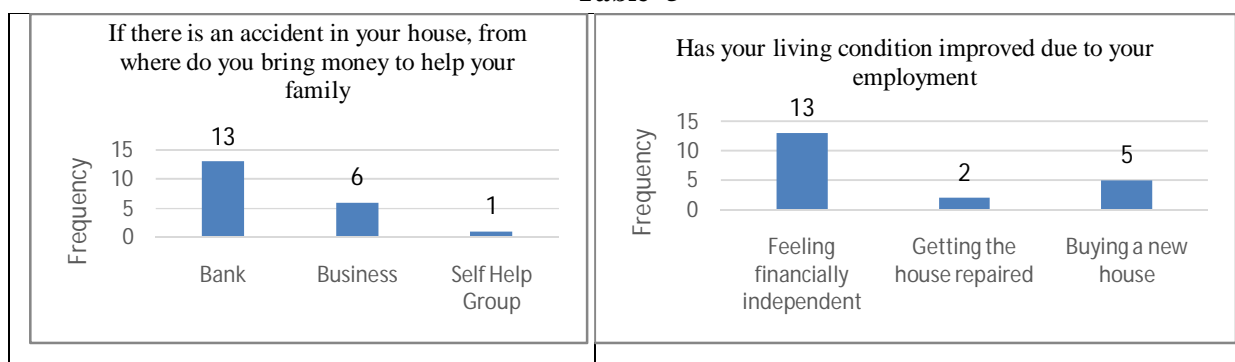 If there is an accident in your house, from
where do you bring money to help your
family
13
6
1
15
10
5
0
Frequency
Bank
Business
Self Help
Group
Has your living condition improved due to your
employment
13
2
5
15
10
5
0
Frequency
Feeling
financially
independent
Getting the
house repaired
Buying a new
house